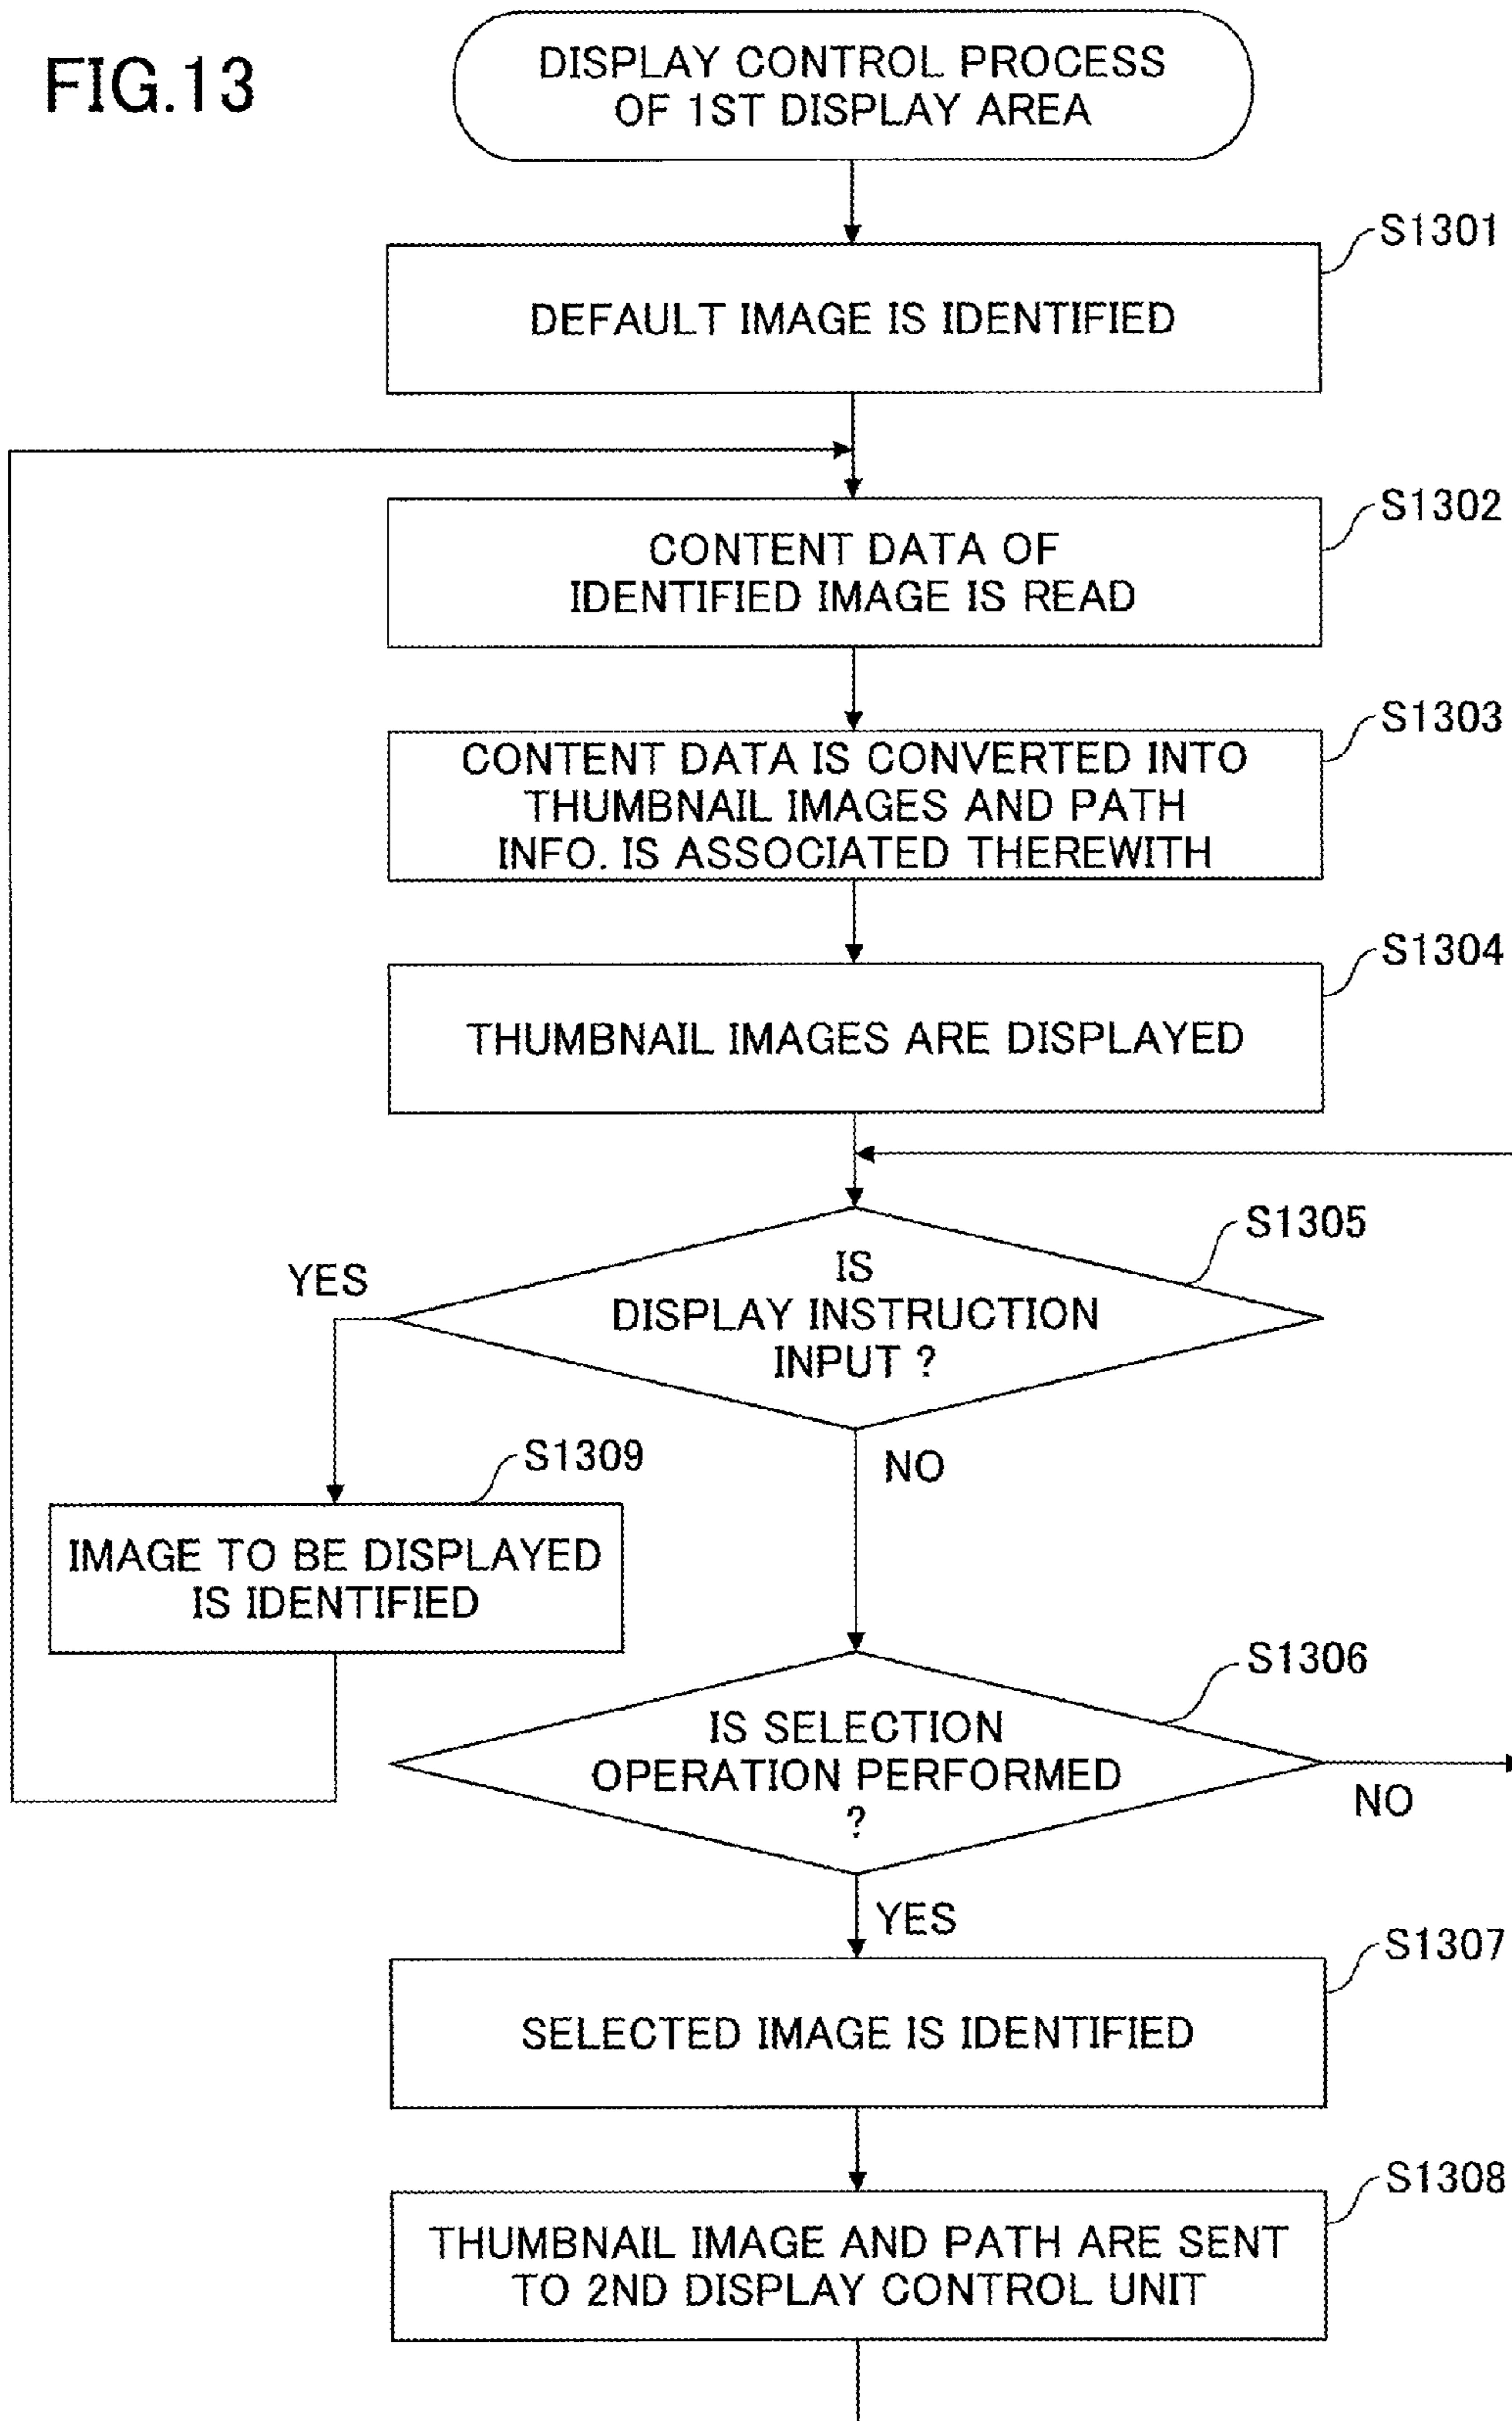 FIG.13
DISPLAY CONTROL PROCESS
OF 1ST DISPLAY AREA
S1301
DEFAULT IMAGE IS IDENTIFIED
S1302
CONTENT DATA OF
IDENTIFIED IMAGE IS READ
S1303
CONTENT DATA IS CONVERTED INTO
THUMBNAIL IMAGES AND PATH
INFO. IS ASSOCIATED THEREWITH
S1304
THUMBNAIL IMAGES ARE DISPLAYED
S1305
IS
DISPLAY INSTRUCTION
INPUT ?
YES
NO
S1309
IMAGE TO BE DISPLAYED
IS IDENTIFIED
S1306
IS SELECTION
OPERATION PERFORMED
?
NO
YES
S1307
SELECTED IMAGE IS IDENTIFIED
S1308
THUMBNAIL IMAGE AND PATH ARE SENT
TO 2ND DISPLAY CONTROL UNIT